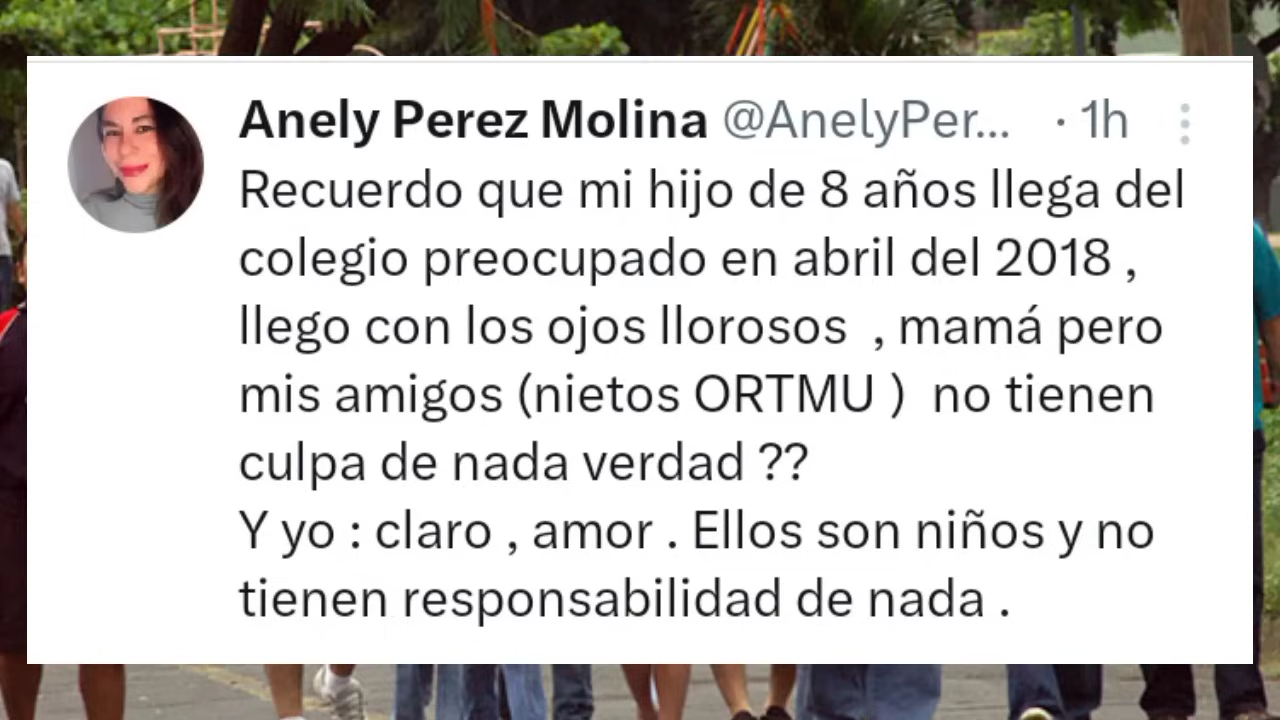 Anely Perez Molina @AnelyPer... · 1h
Recuerdo que mi hijo de 8 años llega del
colegio preocupado en abril del 2018 ,
llego con los ojos llorosos  , mamá pero
mis amigos (nietos ORTMU )  no tienen
culpa de nada verdad ??
Y yo : claro , amor . Ellos son niños y no
tienen responsabilidad de nada .